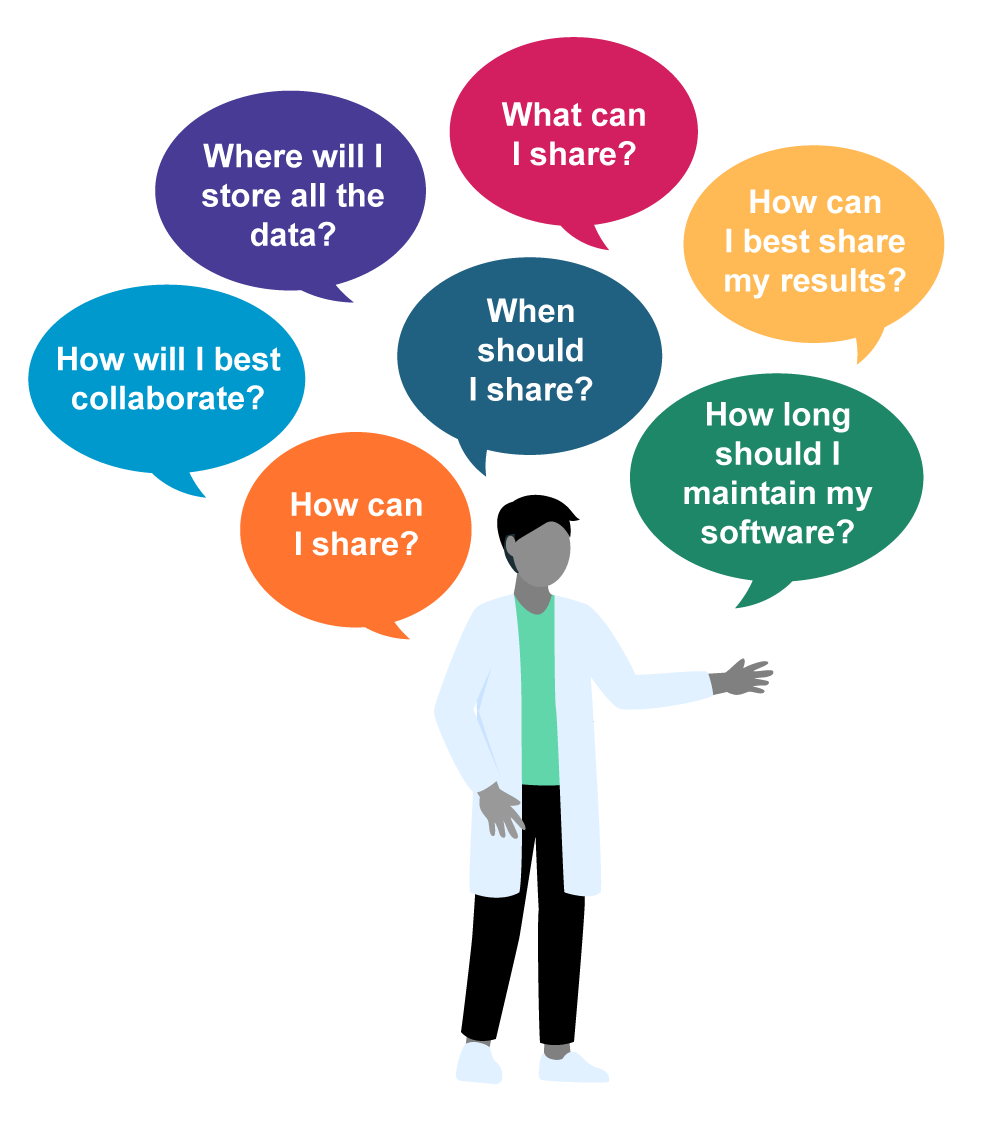 What can
I share?
Where will I
store all the
data?
How can
I best share
my results?
When
should
I share?
How will I best
collaborate?
How long
should I
maintain my
software?
How can
I share?